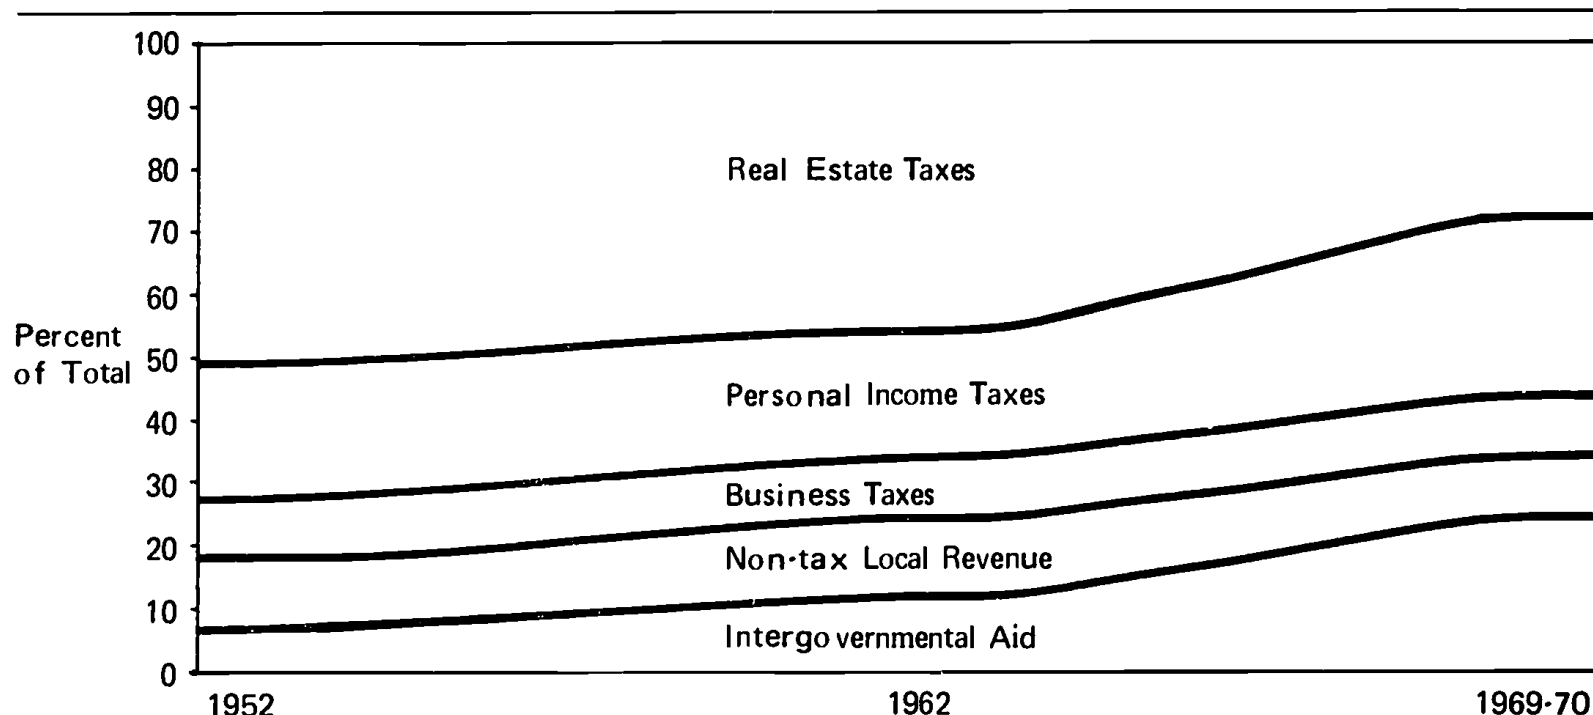 100
90
80
70
60
50
40
30
20
10
0
Percent
of Total
Real Estate Taxes
Personal Income Taxes
Business Taxes
Non-tax Local Revenue
Intergovernmental Aid
1952
1962
1969-70